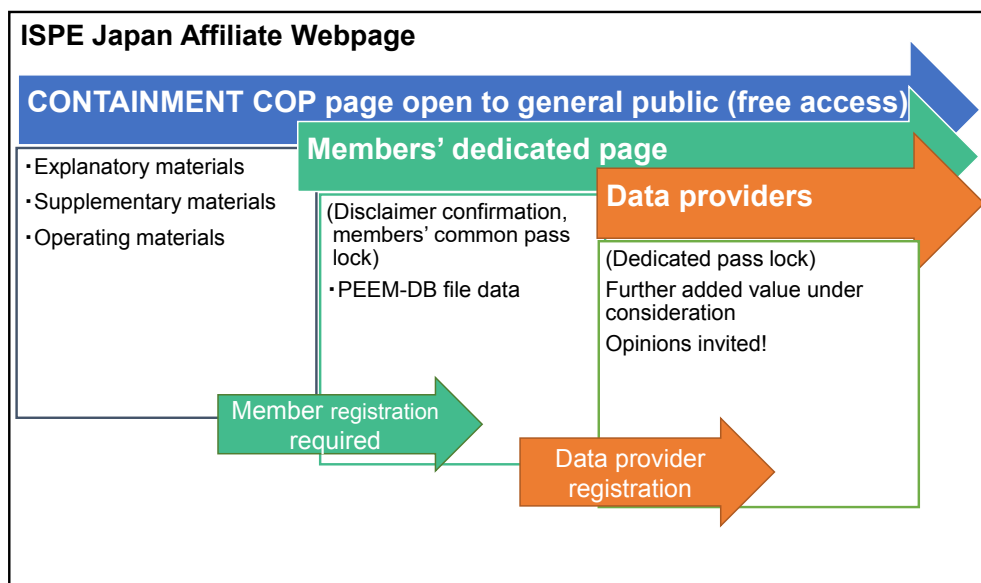 ISPE Japan Affiliate Webpage
CONTAINMENT COP page open to general public (free access)
Members’ dedicated page
Data providers
・Explanatory materials
・Supplementary materials
・Operating materials
(Disclaimer confirmation,
members’ common pass
lock)
・PEEM-DB file data
(Dedicated pass lock)
Further added value under
consideration
Opinions invited!
Member registration
required
Data provider
registration